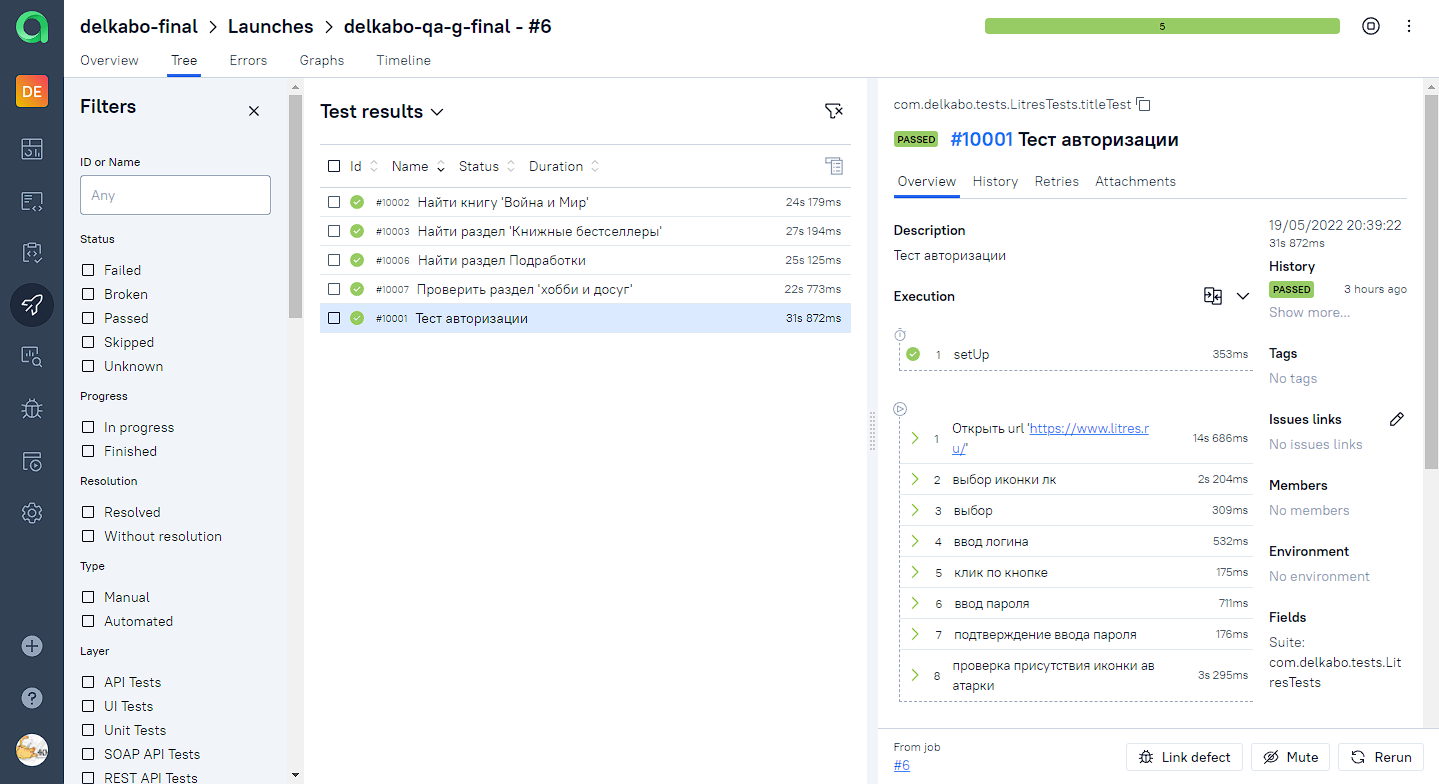 delkabo-final > Launches > delkabo-qa-g-final - #6
5
Overview Tree Errors Graphs Timeline
DE
Filters
ID or Name
Any
Status
Failed
Broken
Passed
Skipped
Unknown
Progress
In progress
Finished
Resolution
Resolved
Without resolution
Type
Manual
Automated
Layer
API Tests
UI Tests
Unit Tests
SOAP API Tests
REST API Tests
Test results
Id Name Status Duration
#10002 Найти книгу 'Война и Мир' 24s 179ms
#10003 Найти раздел 'Книжные бестселлеры' 27s 194ms
#10006 Найти раздел Подработки 25s 125ms
#10007 Проверить раздел 'хобби и досуг' 22s 773ms
#10001 Тест авторизации 31s 872ms
com.delkabo.tests.LitresTests.titleTest
PASSED #10001 Тест авторизации
Overview History Retries Attachments
Description
Тест авторизации
Execution
1 setUp 353ms
1 Открыть url 'https://www.litres.r
u/' 14s 686ms
2 выбор иконки лк 2s 204ms
3 выбор 309ms
4 ввод логина 532ms
5 клик по кнопке 175ms
6 ввод пароля 711ms
7 подтверждение ввода пароля 176ms
8 проверка присутствия иконки ав
атарки 3s 295ms
19/05/2022 20:39:22
31s 872ms
History
PASSED 3 hours ago
Show more...
Tags
No tags
Issues links
No issues links
Members
No members
Environment
No environment
Fields
Suite:
com.delkabo.tests.Lit
resTests
From job
#6
Link defect Mute Rerun